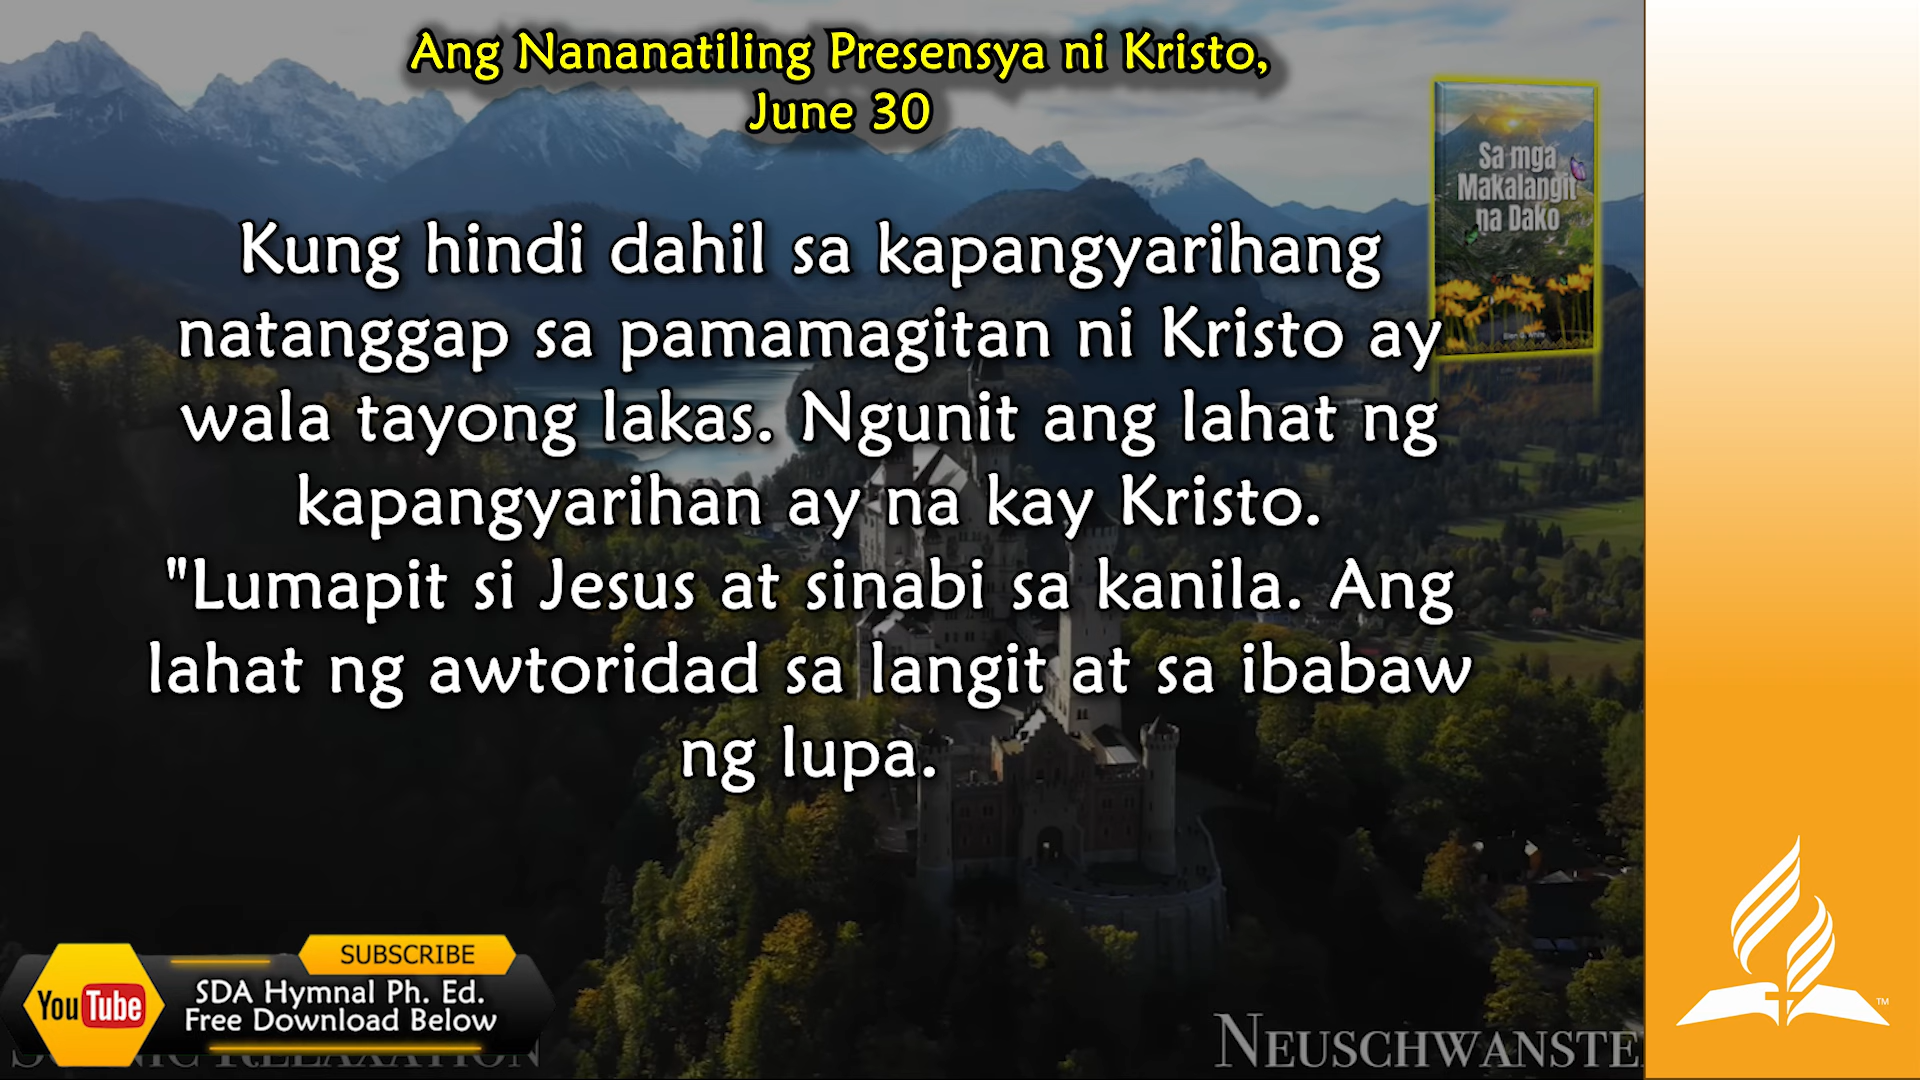 Ang Nananatiling Presensya ni Kristo,
June 30
Sa mga
Makalangit
na Dako
Ellen G. White
Kung hindi dahil sa kapangyarihang
natanggap sa pamamagitan ni Kristo ay
wala tayong lakas. Ngunit ang lahat ng
kapangyarihan ay na kay Kristo.
"Lumapit si Jesus at sinabi sa kanila. Ang
lahat ng awtoridad sa langit at sa ibabaw
ng lupa.
SUBSCRIBE
YouTube
SDA Hymnal Ph. Ed.
Free Download Below
NEUSCHWANSTE
TM